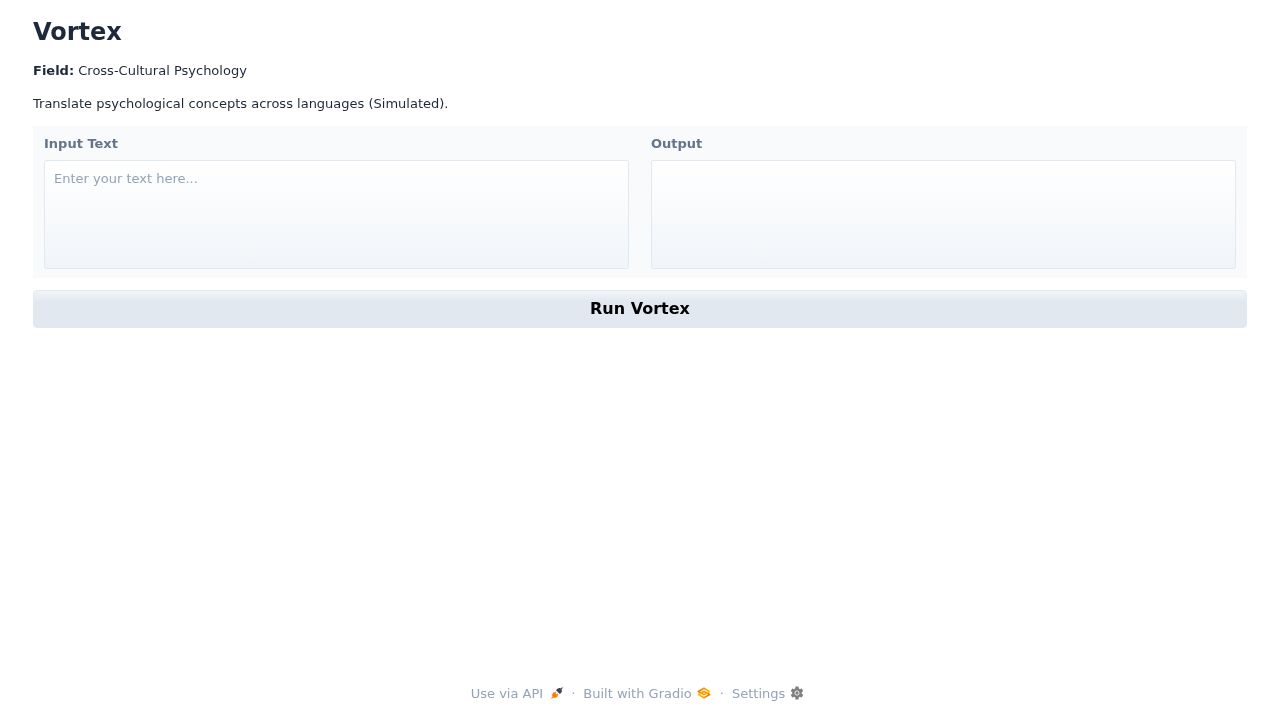 Vortex
Field: Cross-Cultural Psychology
Translate psychological concepts across languages (Simulated).
Input Text
Output
Enter your text here...
Run Vortex
Use via API · Built with Gradio · Settings